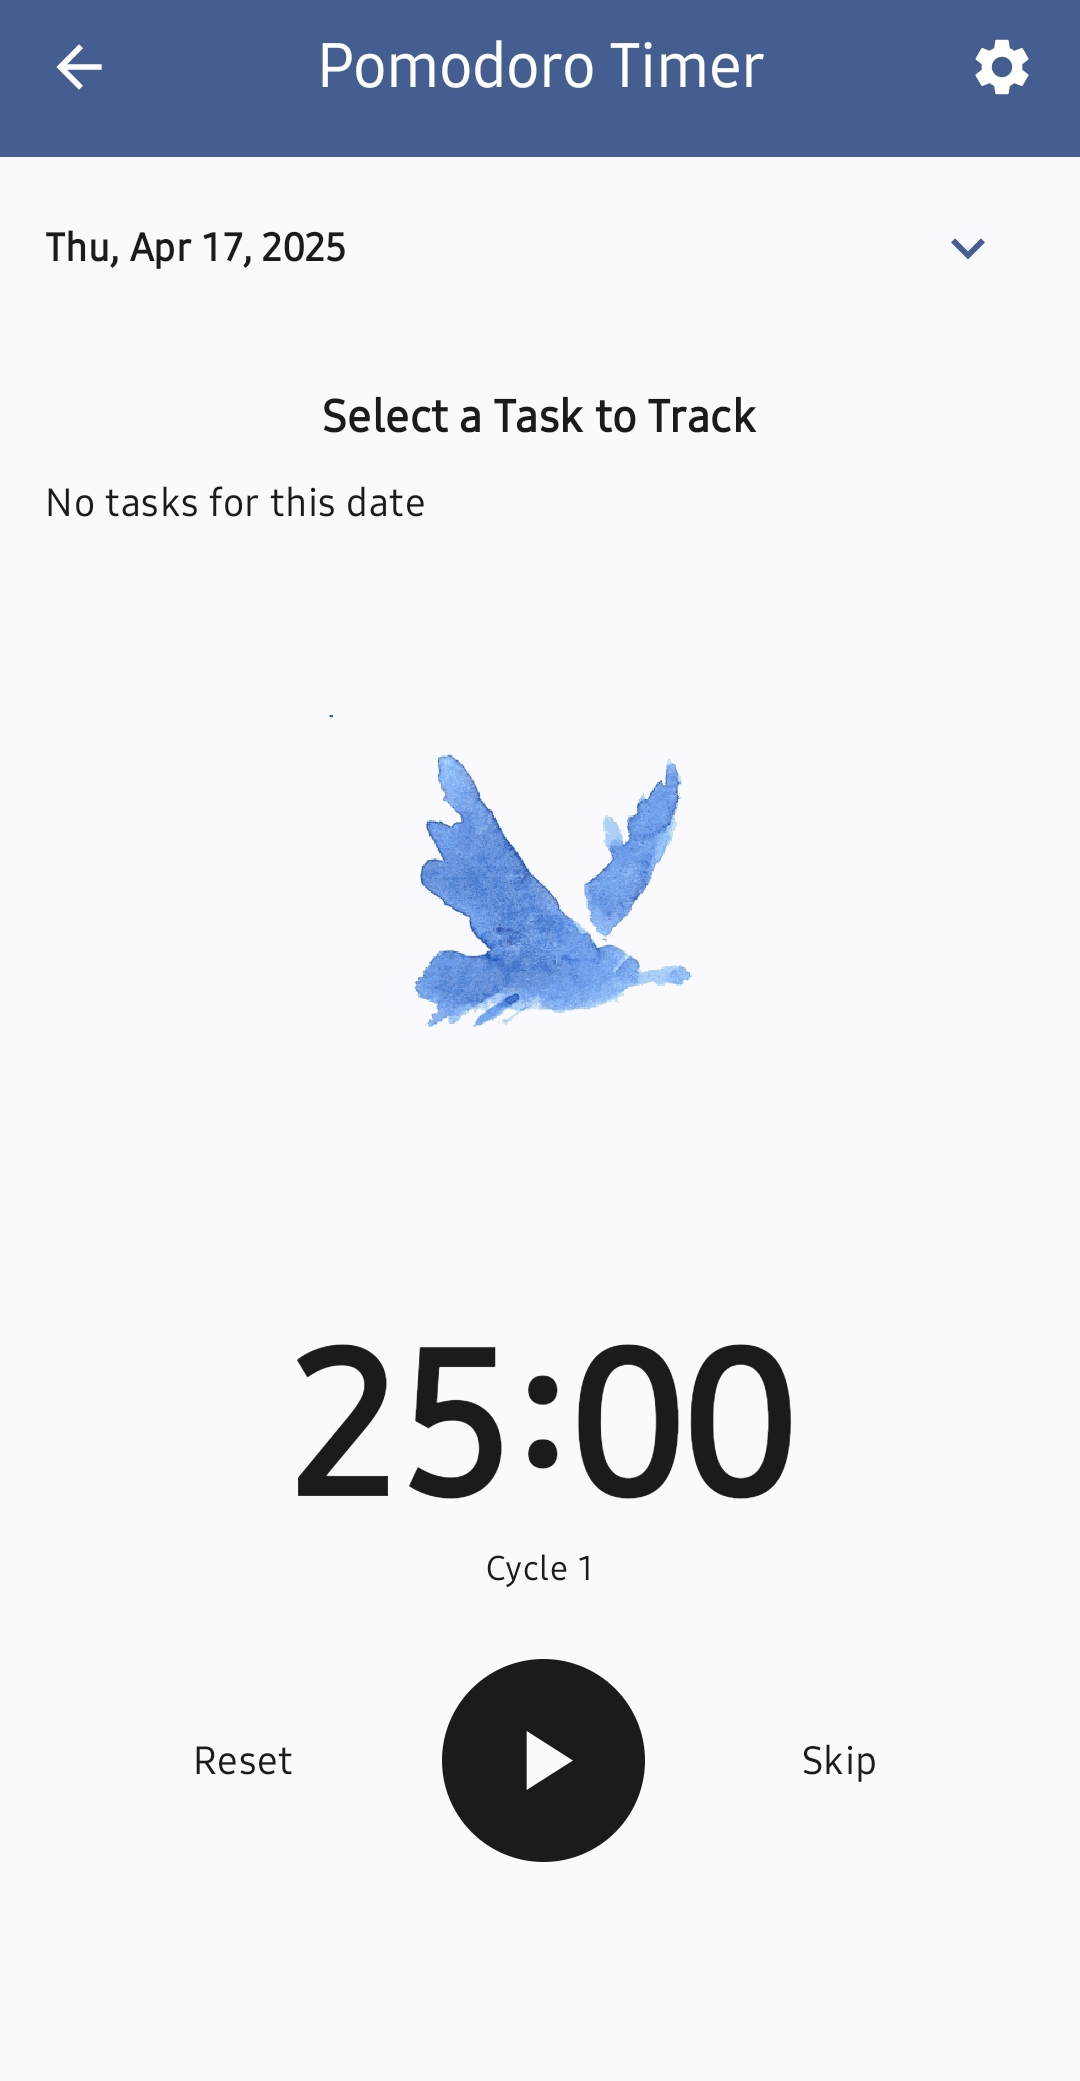 Pomodoro Timer
Thu, Apr 17, 2025
Select a Task to Track
No tasks for this date
25:00
Cycle 1
Reset
Skip